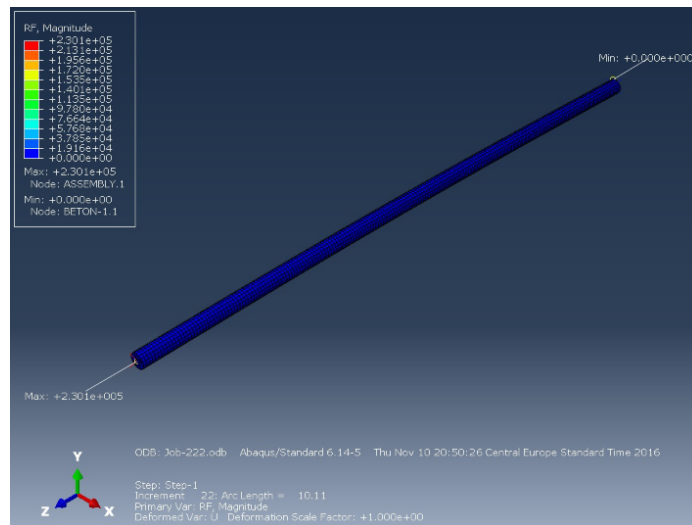 RF, Magnitude
+2.301e+05
+2.131e+05
+1.956e+05
+1.720e+05
+1.535e+05
+1.401e+05
+1.135e+05
+9.780e+04
+7.664e+04
+5.768e+04
+3.785e+04
+1.916e+04
+0.000e+00
Max: +2.301e+05
Node: ASSEMBLY.1
Min: +0.000e+00
Node: BETON-1.1
Min: +0.000e+000
Max: +2.301e+005
ODB: Job-222.odb Abaqus/Standard 6.14-5 Thu Nov 10 20:50:26 Central Europe Standard Time 2016
Y
Z
X
Step: Step-1
Increment 22: Arc Length = 10.11
Primary Var: RF, Magnitude
Deformed Var: U Deformation Scale Factor: +1.000e+00